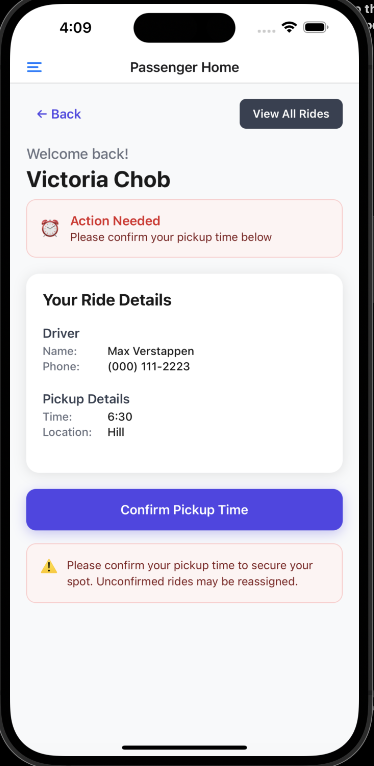 4:09
Passenger Home
← Back
View All Rides
Welcome back!
Victoria Chob
Action Needed
Please confirm your pickup time below
Your Ride Details
Driver
Name: Max Verstappen
Phone: (000) 111-2223
Pickup Details
Time: 6:30
Location: Hill
Confirm Pickup Time
Please confirm your pickup time to secure your
spot. Unconfirmed rides may be reassigned.